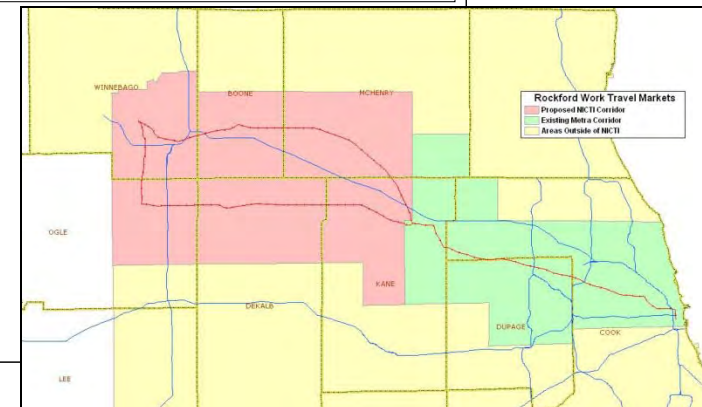 WINNEBAGO
BOONE
MCHENRY
Rockford Work Travel Markets
Proposed NICTI Corridor
Existing Metra Corridor
Areas Outside of NICTI
OGLE
KANE
DEKALB
DUPAGE
COOK
LEE